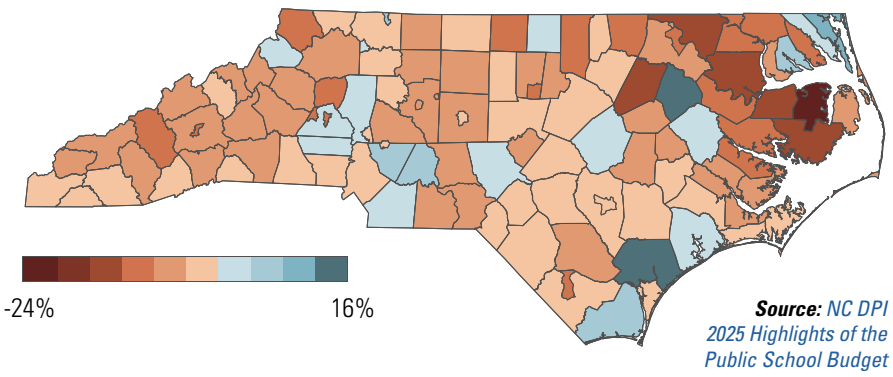 -24%
16%
Source: NC DPI
2025 Highlights of the
Public School Budget